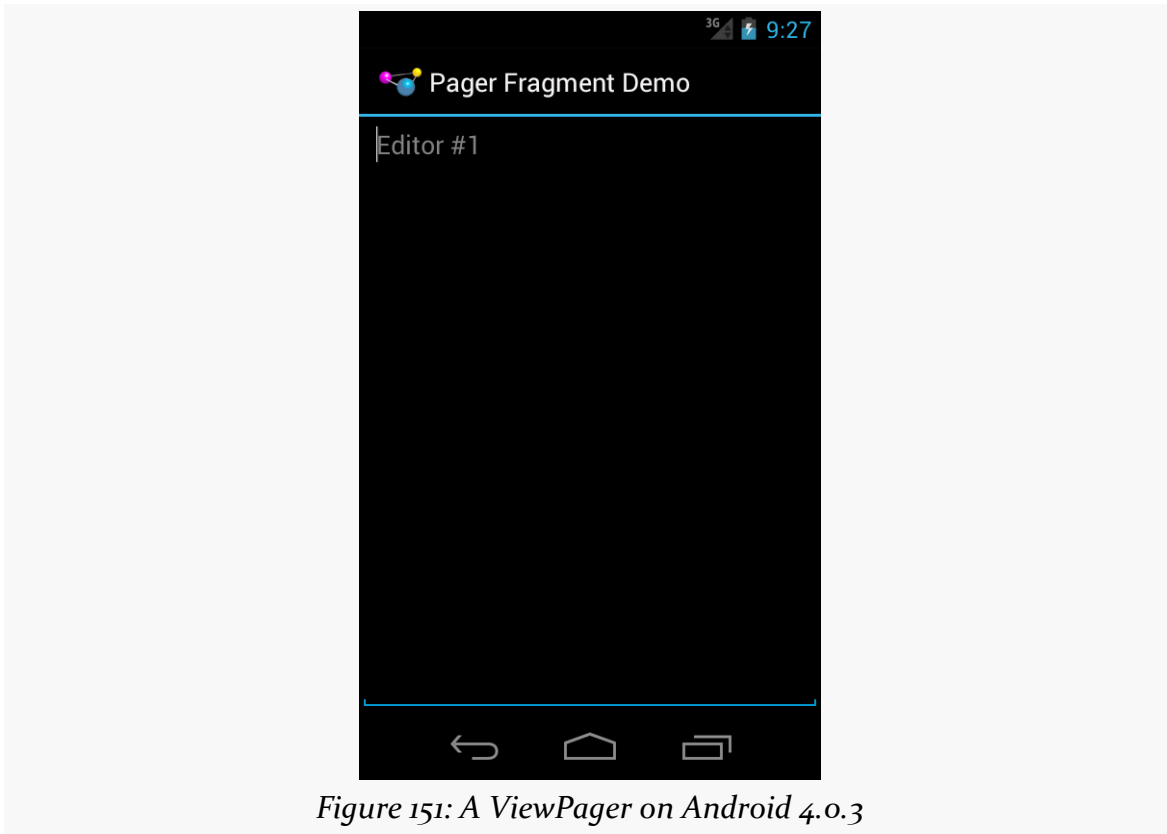 3G 9:27
Pager Fragment Demo
Editor #1
Figure 151: A ViewPager on Android 4.0.3